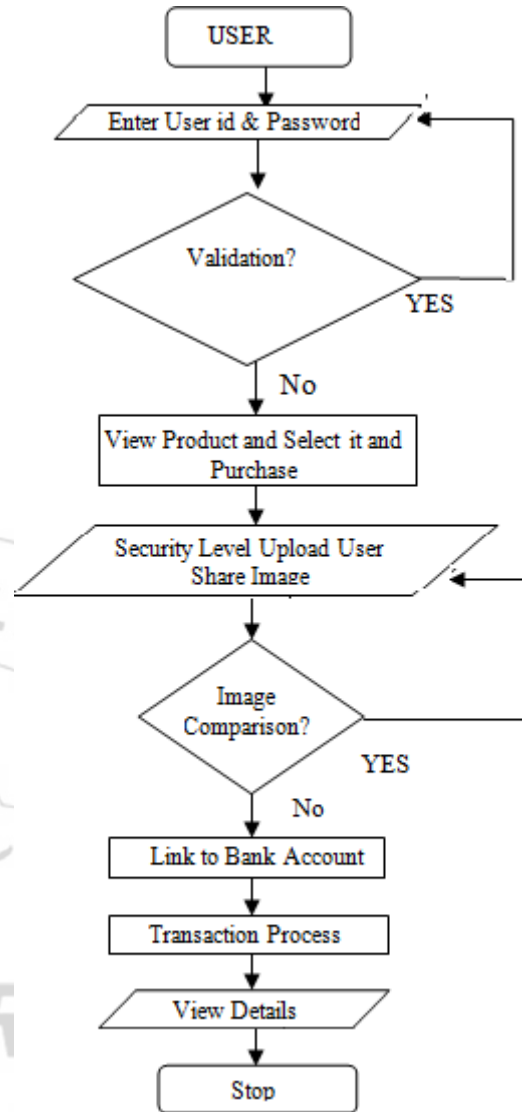 USER
Enter User id & Password
Validation?
YES
No
View Product and Select it and
Purchase
Security Level Upload User
Share Image
Image
Comparison?
YES
No
Link to Bank Account
Transaction Process
View Details
Stop